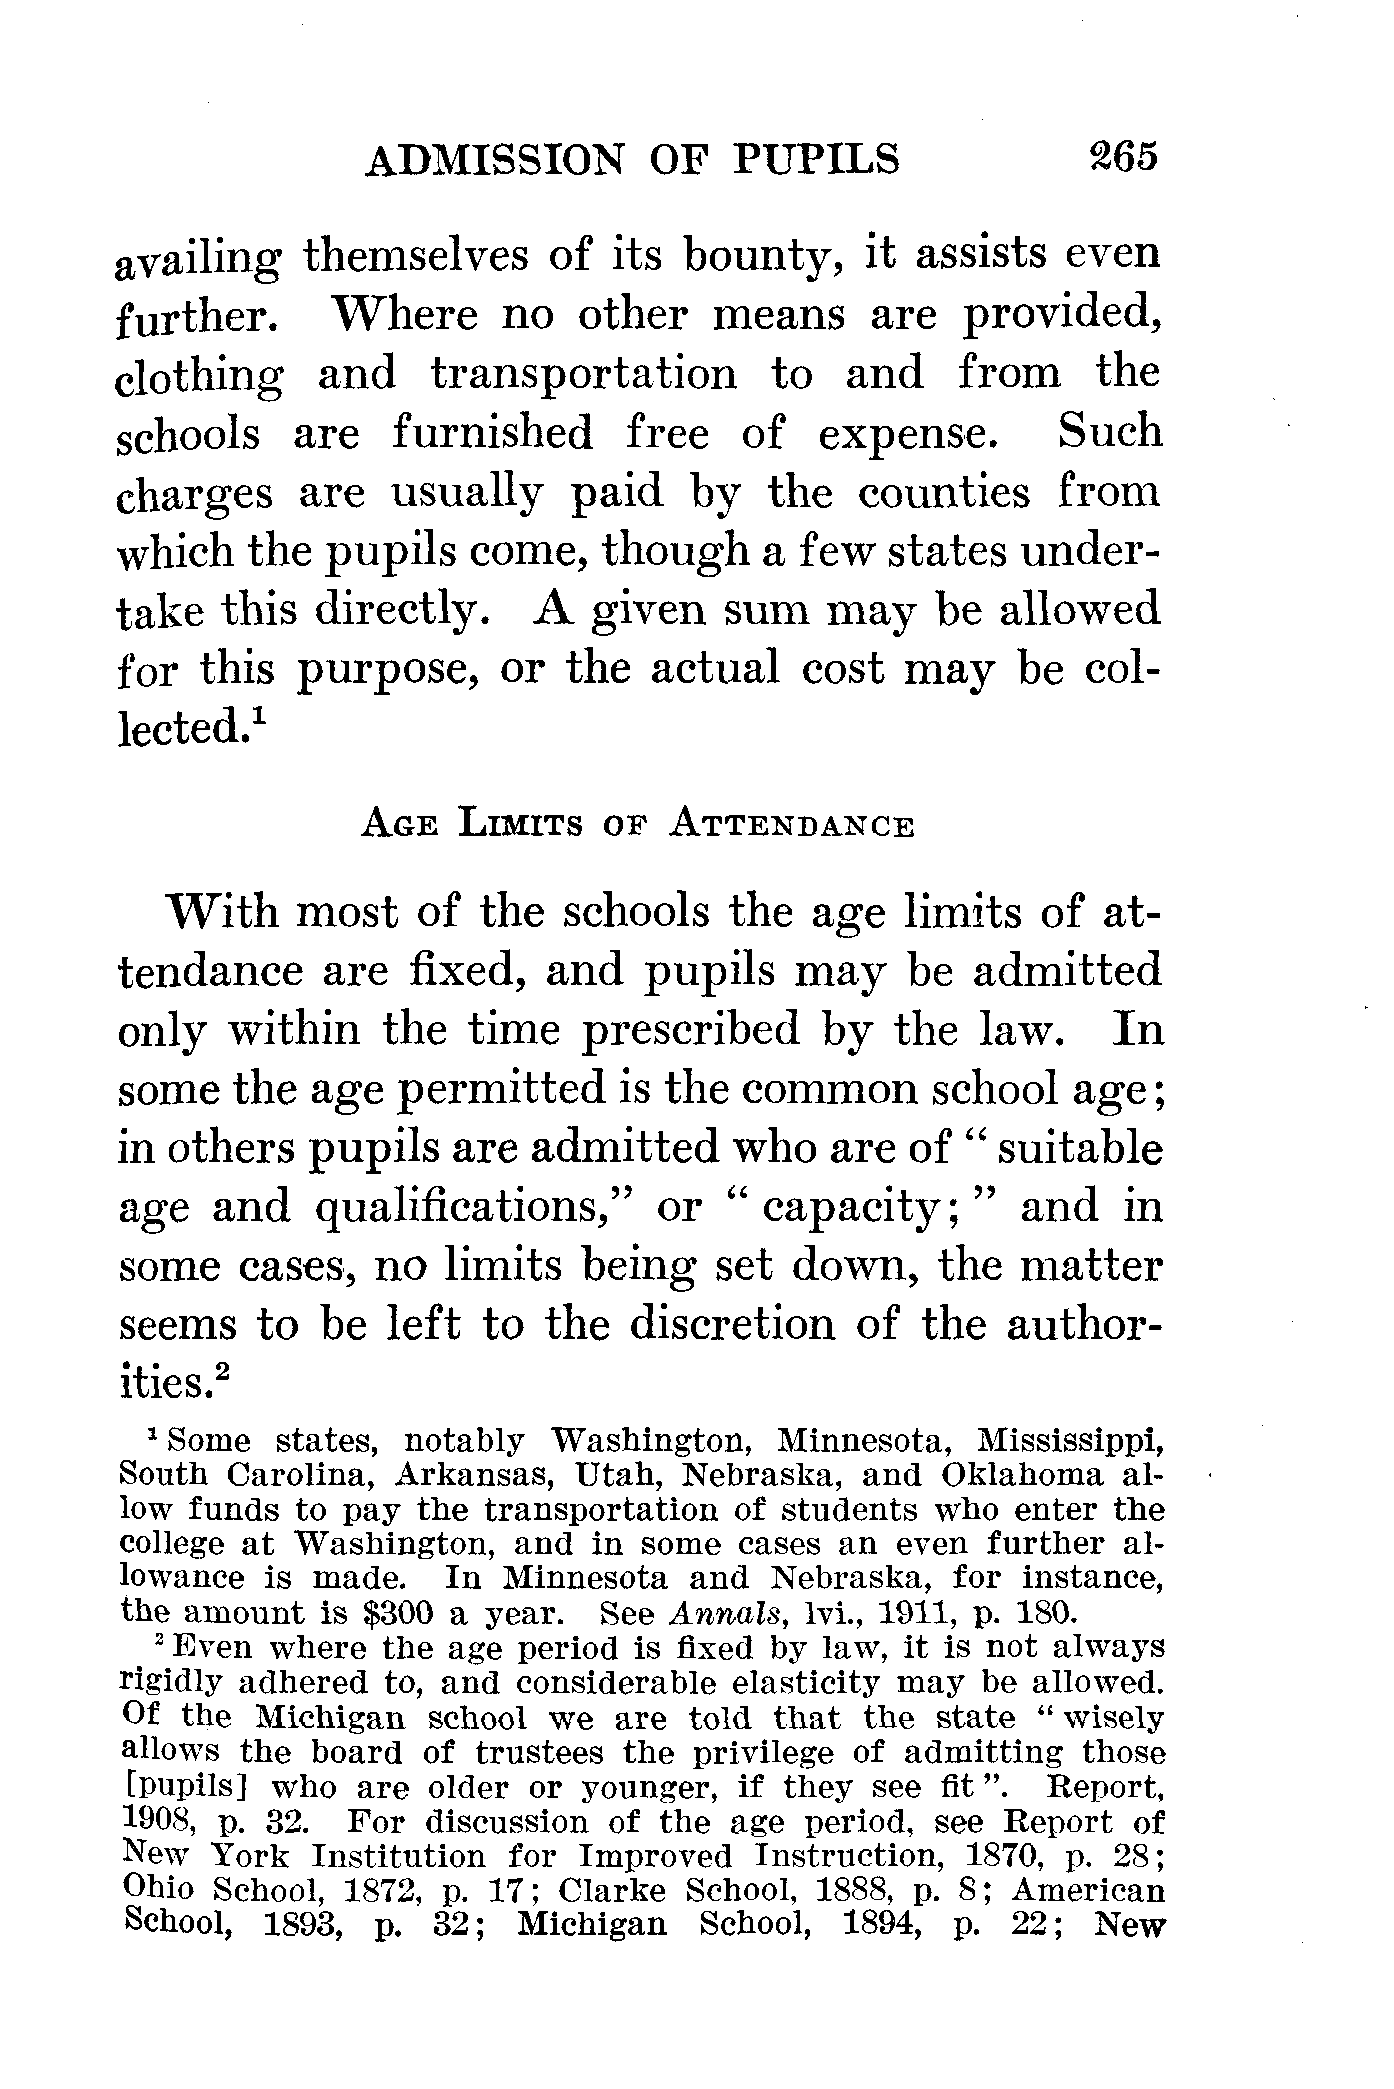 ADMISSION OF PUPILS 265
availing themselves of its bounty, it assists even
further. Where no other means are provided,
clothing and transportation to and from the
schools are furnished free of expense. Such
charges are usually paid by the counties from
which the pupils come, though a few states under-
take this directly. A given sum may be allowed
for this purpose, or the actual cost may be col-
lected.¹
AGE LIMITS OF ATTENDANCE
With most of the schools the age limits of at-
tendance are fixed, and pupils may be admitted
only within the time prescribed by the law. In
some the age permitted is the common school age;
in others pupils are admitted who are of " suitable
age and qualifications," or " capacity; " and in
some cases, no limits being set down, the matter
seems to be left to the discretion of the author-
ities.²
¹ Some states, notably Washington, Minnesota, Mississippi,
South Carolina, Arkansas, Utah, Nebraska, and Oklahoma al-
low funds to pay the transportation of students who enter the
college at Washington, and in some cases an even further al-
lowance is made. In Minnesota and Nebraska, for instance,
the amount is $300 a year. See Annals, lvi., 1911, p. 180.
² Even where the age period is fixed by law, it is not always
rigidly adhered to, and considerable elasticity may be allowed.
Of the Michigan school we are told that the state " wisely
allows the board of trustees the privilege of admitting those
[pupils] who are older or younger, if they see fit ". Report,
1908, p. 32. For discussion of the age period, see Report of
New York Institution for Improved Instruction, 1870, p. 28;
Ohio School, 1872, p. 17; Clarke School, 1888, p. 8; American
School, 1893, p. 32; Michigan School, 1894, p. 22; New